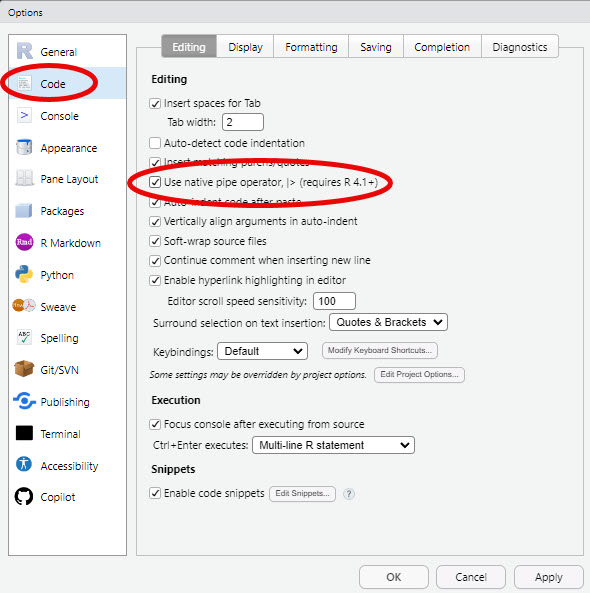 Options
General
Code
Console
Appearance
Pane Layout
Packages
R Markdown
Python
Sweave
Spelling
Git/SVN
Publishing
Terminal
Accessibility
Copilot
Editing Display Formatting Saving Completion Diagnostics
Editing
Insert spaces for Tab
Tab width: 2
Auto-detect code indentation
Insert matching parens/quotes
Use native pipe operator, |> (requires R 4.1+)
Auto-indent code after paste
Vertically align arguments in auto-indent
Soft-wrap source files
Continue comment when inserting new line
Enable hyperlink highlighting in editor
Editor scroll speed sensitivity: 100
Surround selection on text insertion: Quotes & Brackets
Keybindings: Default Modify Keyboard Shortcuts...
Some settings may be overridden by project options. Edit Project Options...
Execution
Focus console after executing from source
Ctrl+Enter executes: Multi-line R statement
Snippets
Enable code snippets Edit Snippets... ?
OK Cancel Apply